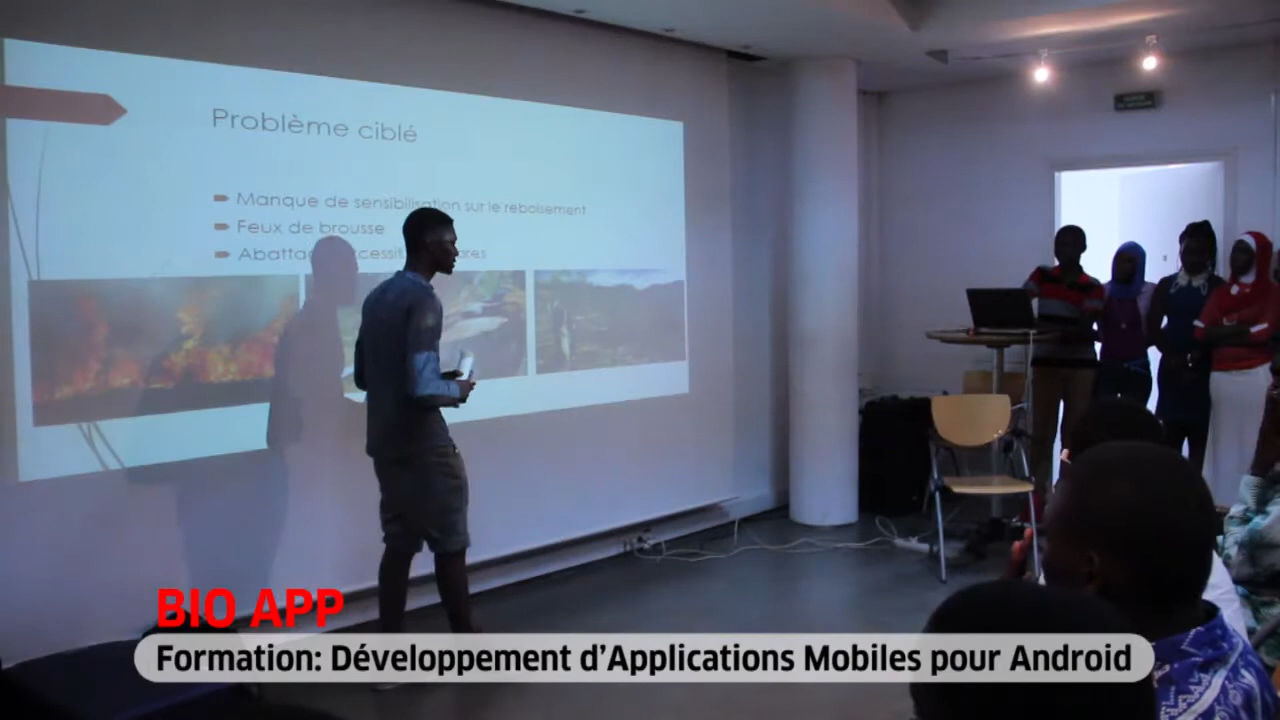 Problème ciblé
Manque de sensibilisation sur le reboisement
Feux de brousse
BIO APP
Formation: Développement d'Applications Mobiles pour Android